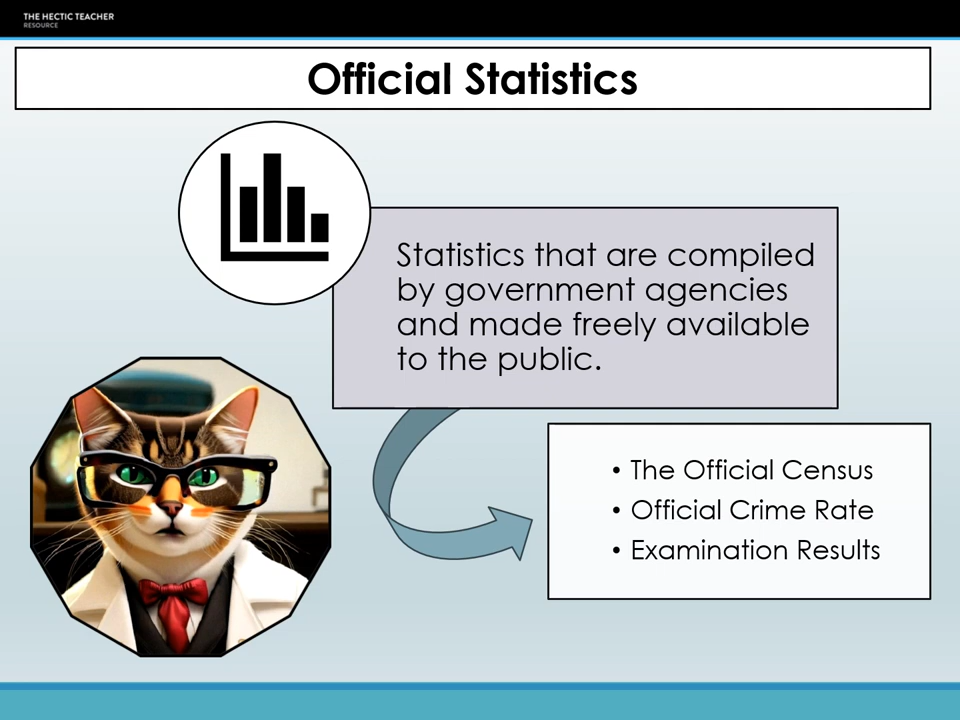 THE HECTIC TEACHER
RESOURCE
Official Statistics
Statistics that are compiled
by government agencies
and made freely available
to the public.
• The Official Census
• Official Crime Rate
• Examination Results